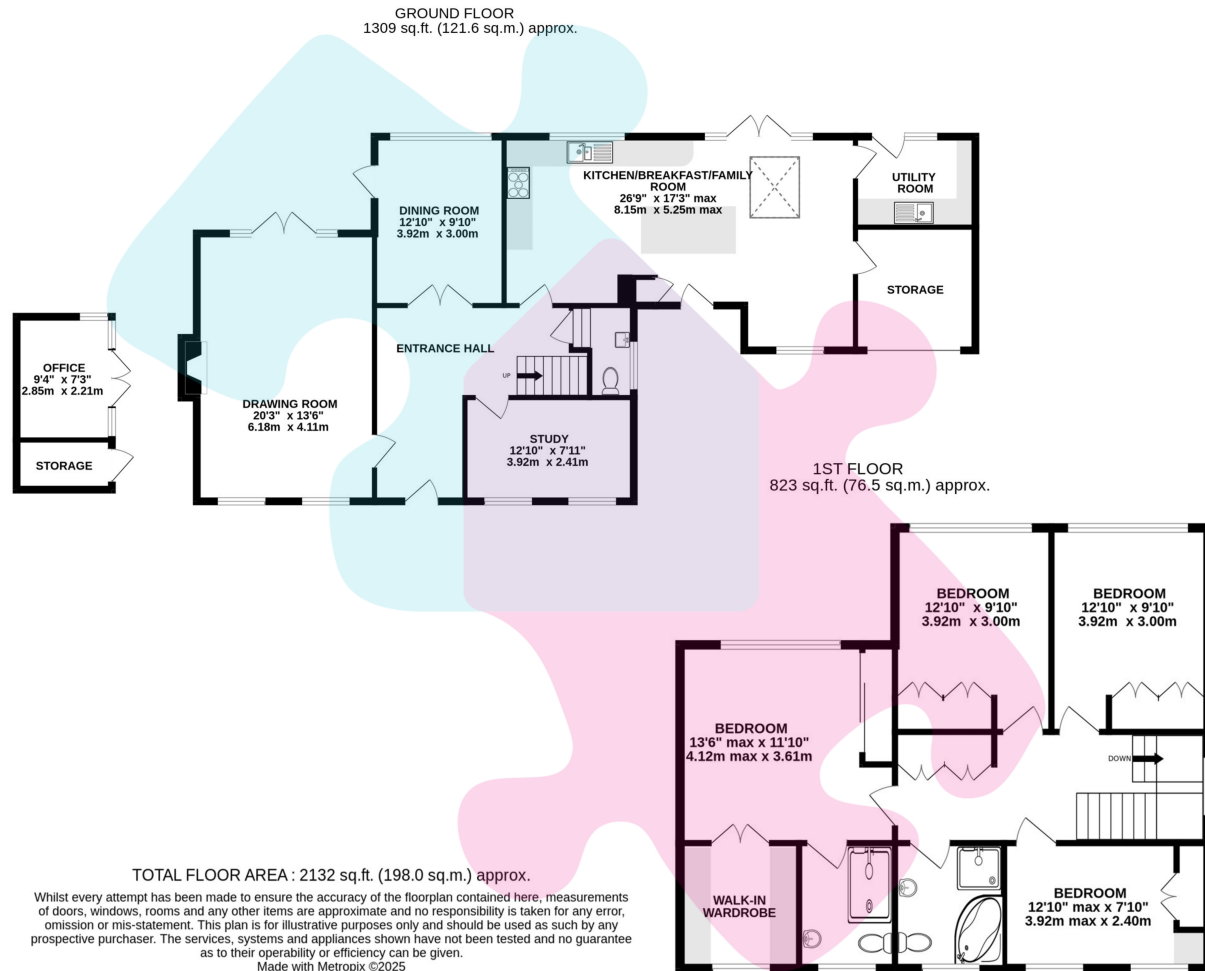 GROUND FLOOR
1309 sq.ft. (121.6 sq.m.) approx.
DINING ROOM
12'10" x 9'10"
3.92m x 3.00m
KITCHEN/BREAKFAST/FAMILY
ROOM
26'9" x 17'3" max
8.15m x 5.25m max
UTILITY
ROOM
STORAGE
ENTRANCE HALL
UP
OFFICE
9'4" x 7'3"
2.85m x 2.21m
STORAGE
DRAWING ROOM
20'3" x 13'6"
6.18m x 4.11m
STUDY
12'10" x 7'11"
3.92m x 2.41m
1ST FLOOR
823 sq.ft. (76.5 sq.m.) approx.
BEDROOM
12'10" x 9'10"
3.92m x 3.00m
BEDROOM
12'10" x 9'10"
3.92m x 3.00m
BEDROOM
13'6" max x 11'10"
4.12m max x 3.61m
DOWN
WALK-IN
WARDROBE
BEDROOM
12'10" max x 7'10"
3.92m max x 2.40m
TOTAL FLOOR AREA : 2132 sq.ft. (198.0 sq.m.) approx.
Whilst every attempt has been made to ensure the accuracy of the floorplan contained here, measurements
of doors, windows, rooms and any other items are approximate and no responsibility is taken for any error,
omission or mis-statement. This plan is for illustrative purposes only and should be used as such by any
prospective purchaser. The services, systems and appliances shown have not been tested and no guarantee
as to their operability or efficiency can be given.
Made with Metropix ©2025